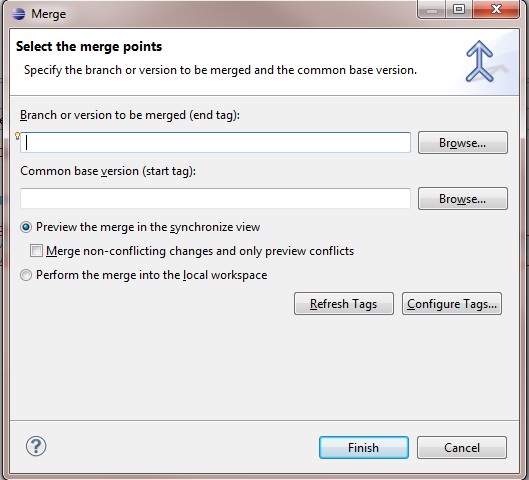 Merge
Select the merge points
Specify the branch or version to be merged and the common base version.
Branch or version to be merged (end tag):
Browse...
Common base version (start tag):
Browse...
Preview the merge in the synchronize view
Merge non-conflicting changes and only preview conflicts
Perform the merge into the local workspace
Refresh Tags Configure Tags...
? Finish Cancel